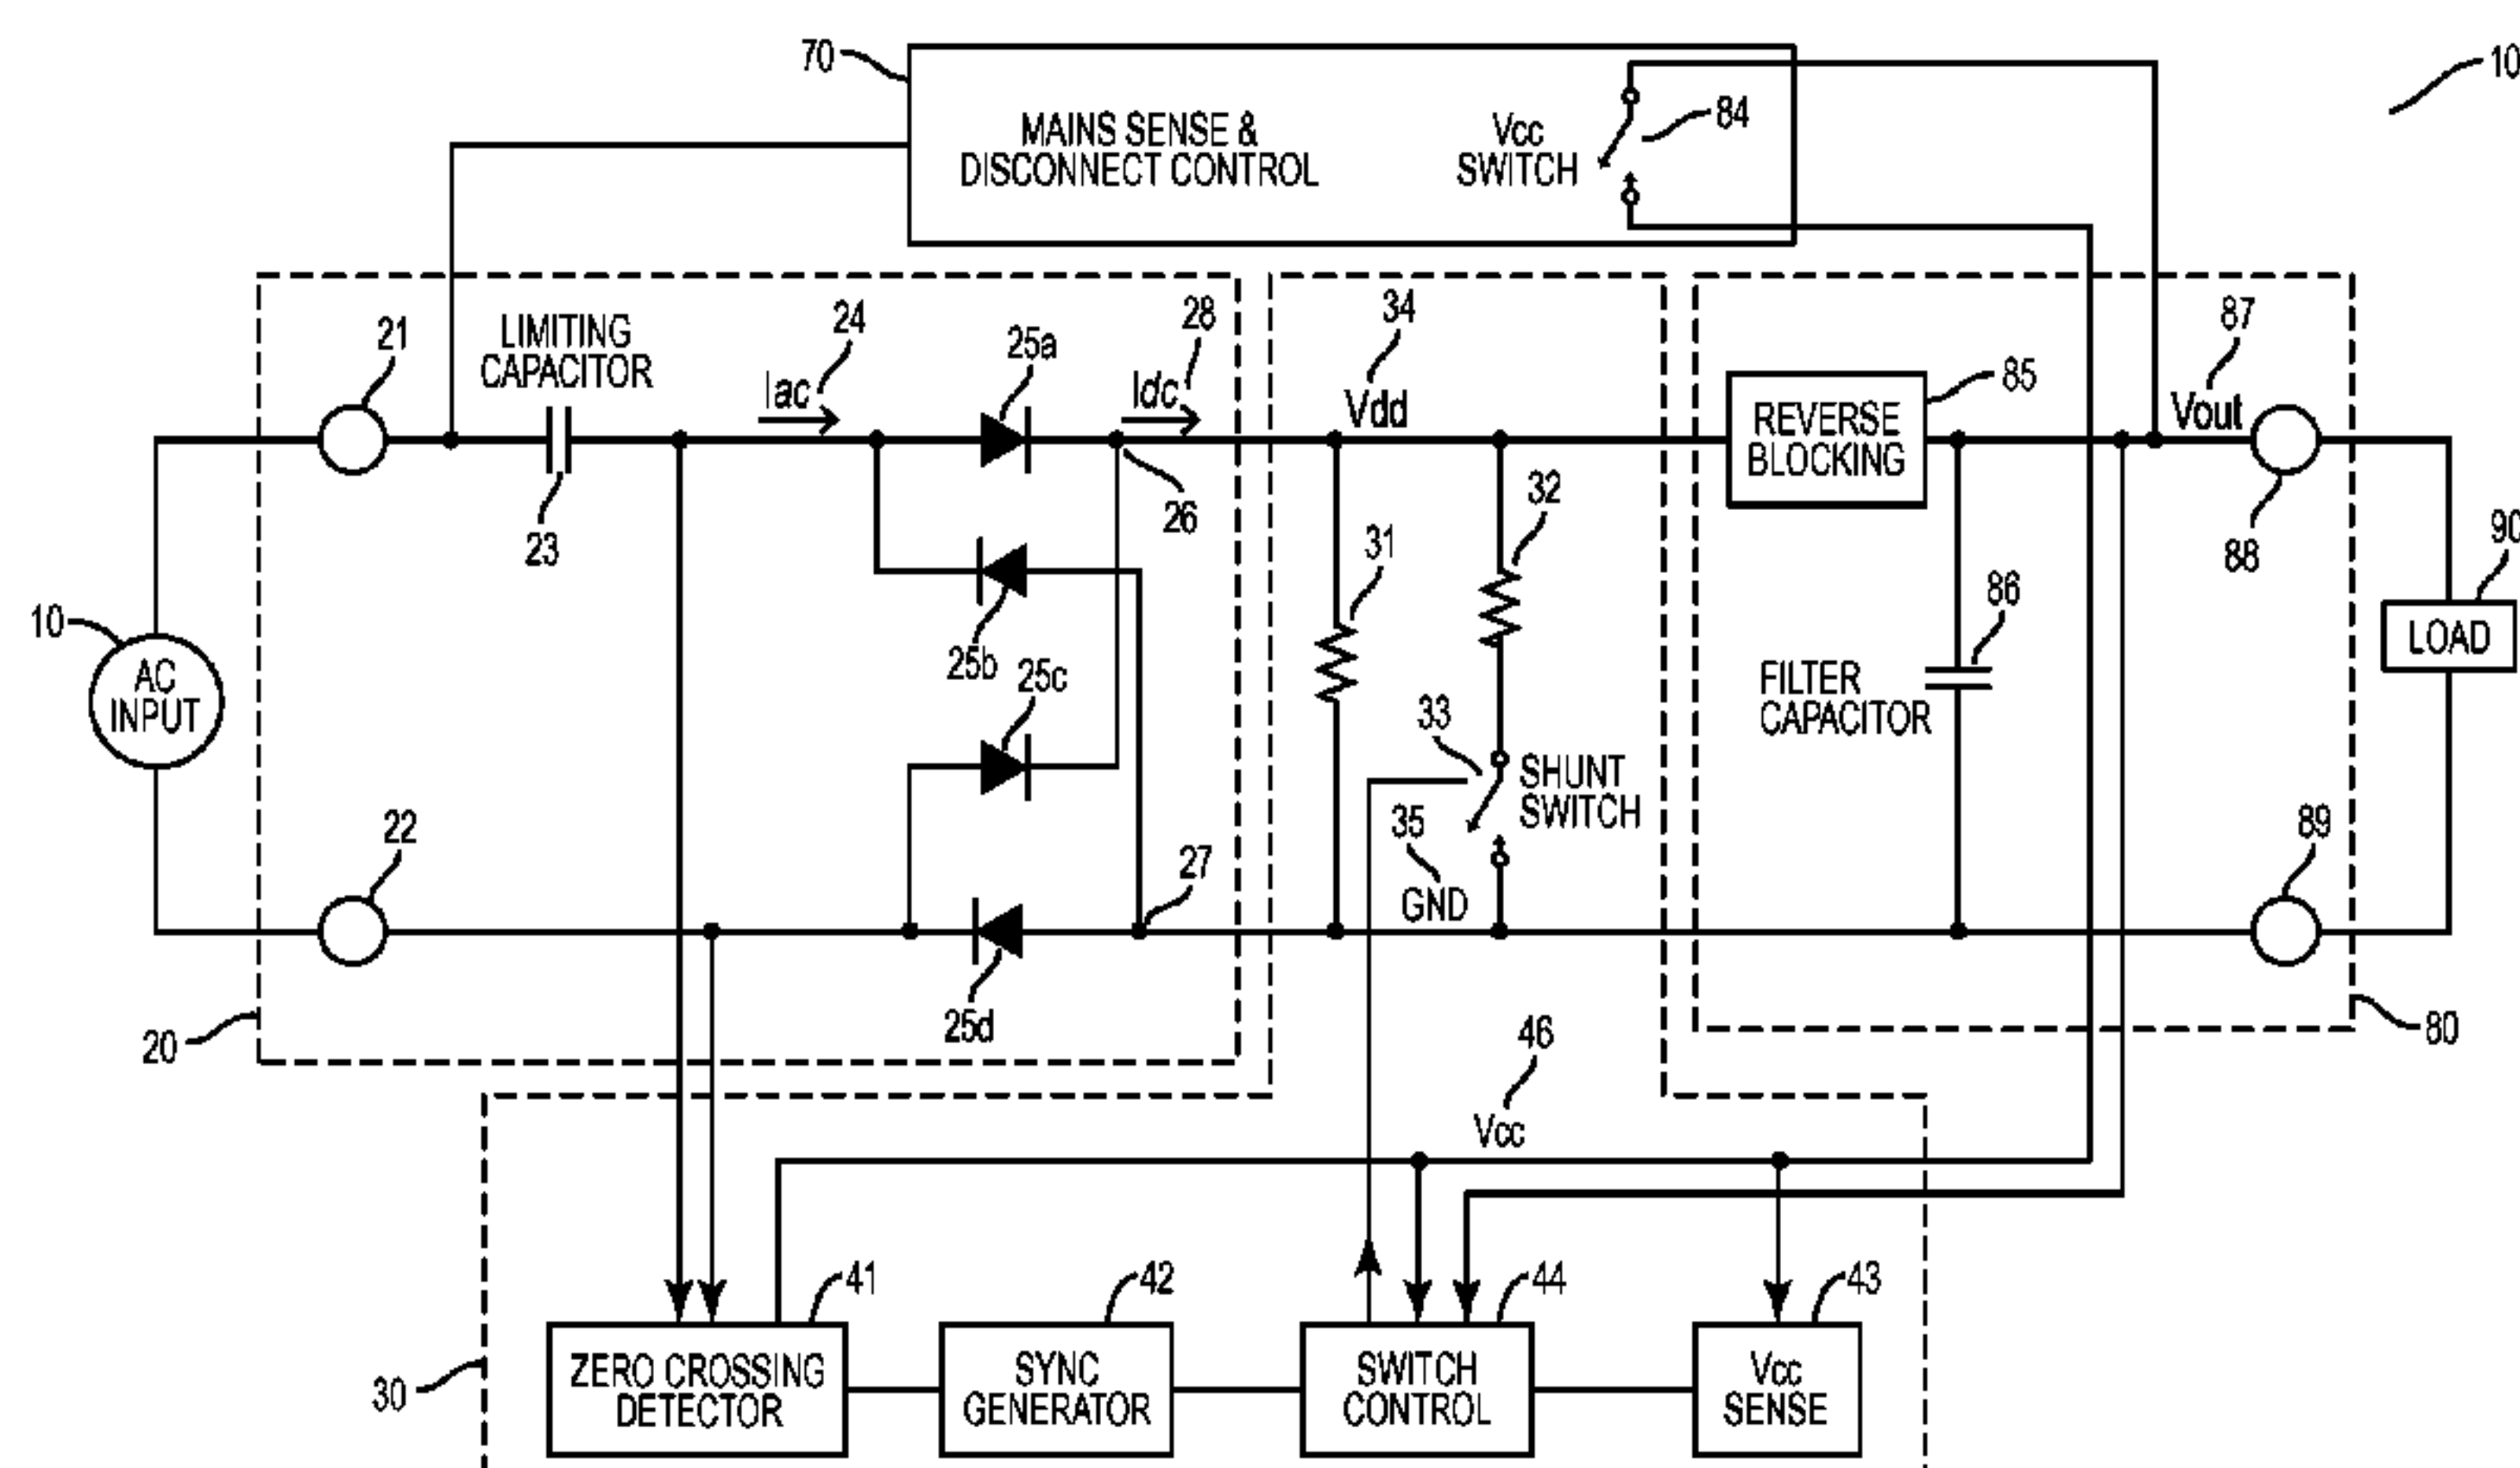 70
MAINS SENSE &
DISCONNECT CONTROL
Vcc
SWITCH
84
10
21
LIMITING
CAPACITOR
24
Iac
25a
28
Idc
34
Vdd
87
Vout
85
REVERSE
BLOCKING
23
26
32
31
88
90
LOAD
10
AC
INPUT
25b
25c
86
FILTER
CAPACITOR
33
SHUNT
SWITCH
35
GND
22
27
89
25d
20
80
46
Vcc
41
42
44
43
30
ZERO CROSSING
DETECTOR
SYNC
GENERATOR
SWITCH
CONTROL
Vcc
SENSE